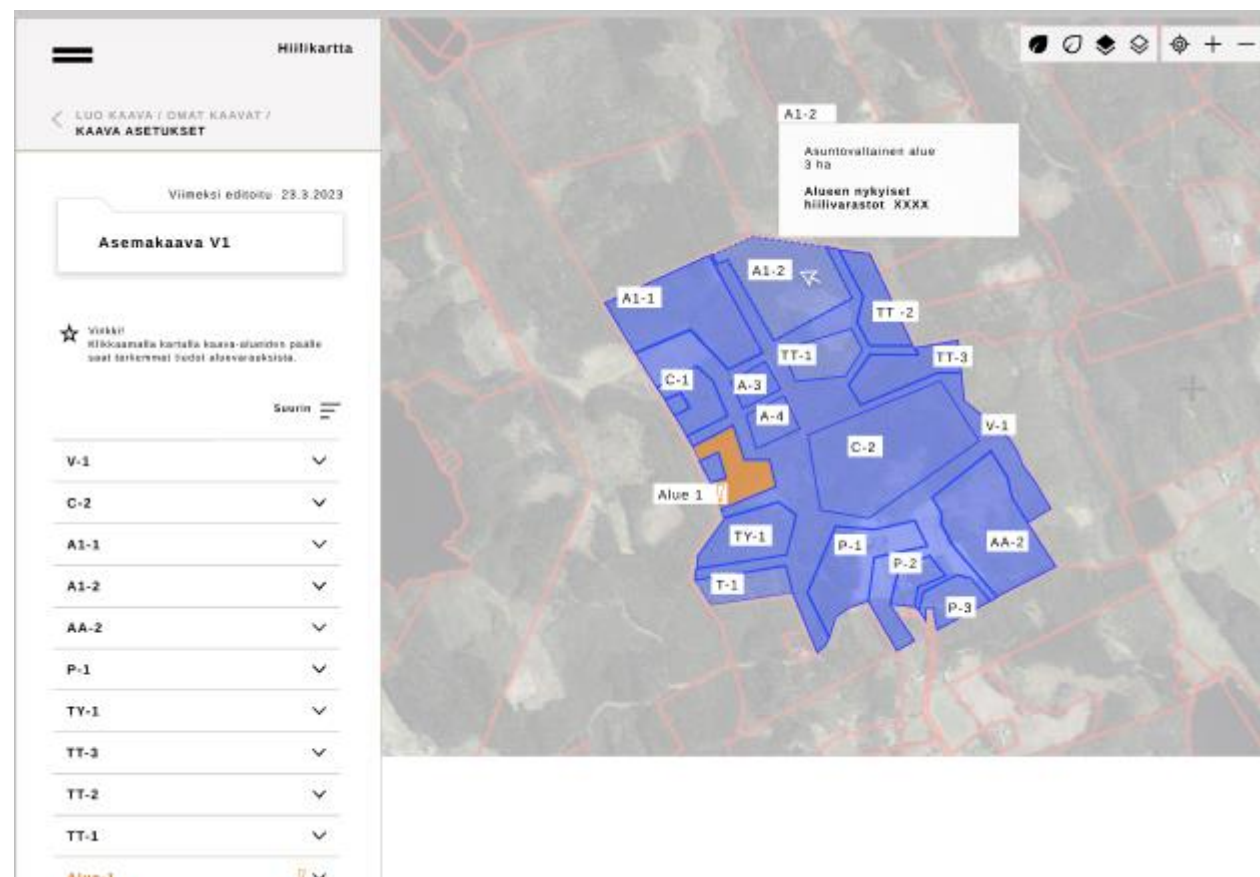 Hiilikartta
LUO KAAVA / OMAT KAAVAT /
KAAVA ASETUKSET
Viimeksi editoitu 23.3.2023
Asemakaava V1
Vinkki!
Klikkaamalla kartalla kaava-alueiden päälle
saat tarkemmat tiedot aluevarauksista.
Suurin
V-1
C-2
A1-1
A1-2
AA-2
P-1
TY-1
TT-3
TT-2
TT-1
Alue-1
A1-2
Asuntovaltainen alue
3 ha
Alueen nykyiset
hiilivarastot XXXX
A1-2
A1-1
TT -2
TT-1
TT-3
C-1
A-3
A-4
V-1
C-2
Alue 1
TY-1
P-1
AA-2
P-2
T-1
P-3